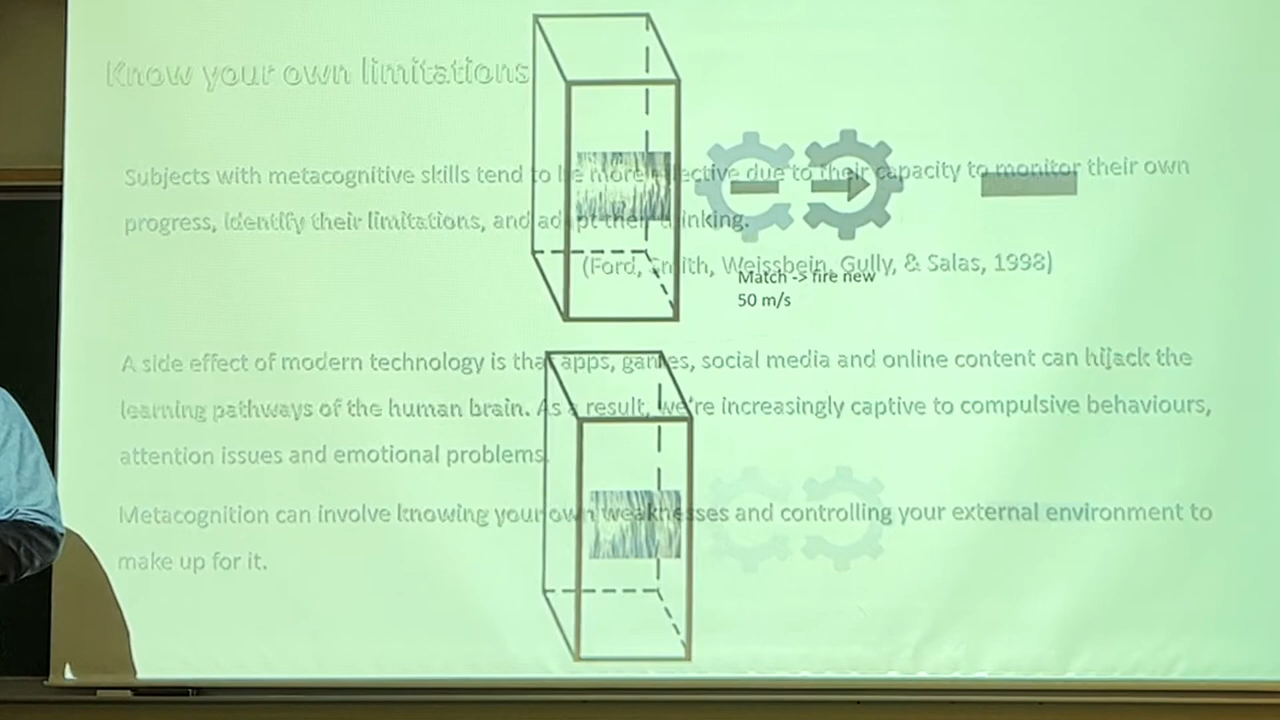 Know your own limitations
Subjects with metacognitive skills tend to be more effective due to their capacity to monitor their own
progress, identify their limitations, and adapt their thinking.
(Ford, Smith, Weissbein, Gully, & Salas, 1998)
Match -> fire new
50 m/s
A side effect of modern technology is that apps, games, social media and online content can hijack the
learning pathways of the human brain. As a result, we're increasingly captive to compulsive behaviours,
attention issues and emotional problems.
Metacognition can involve knowing your own weaknesses and controlling your external environment to
make up for it.